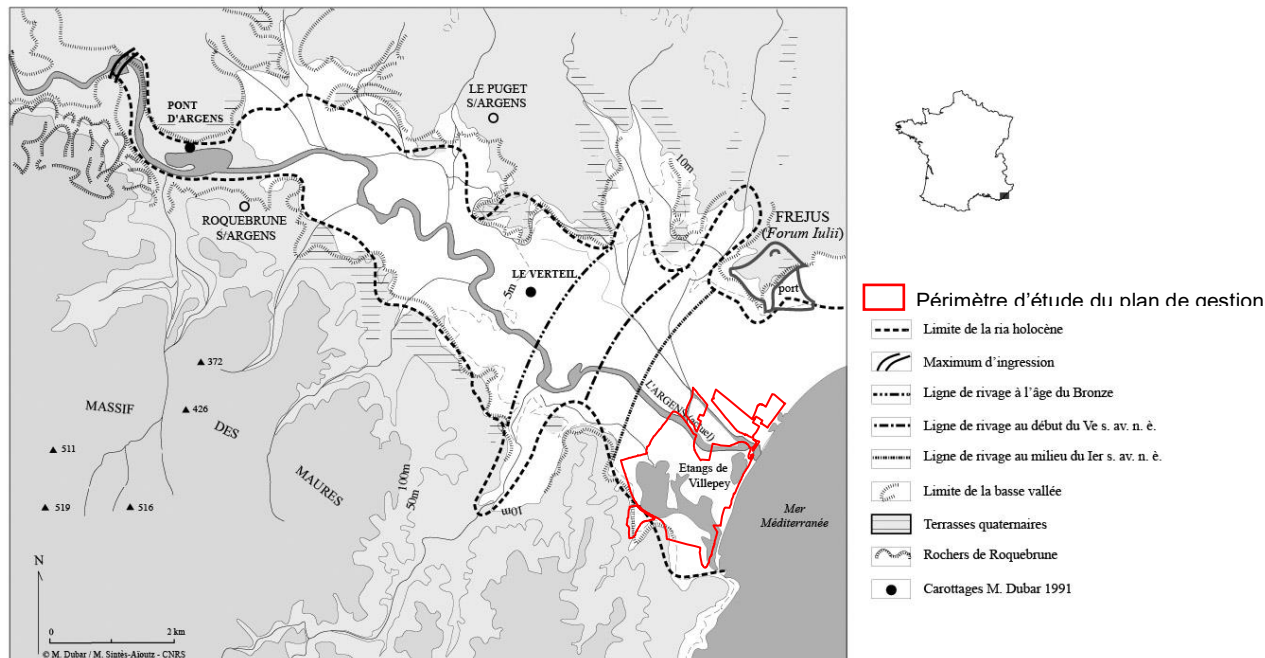 LE PUGET
S/ARGENS
PONT
D'ARGENS
10m
ROQUEBRUNE
S/ARGENS
FREJUS
(Forum Iulii)
port
LE VERTEIL
5m
372
MASSIF
426
DES
511
MAURES
100m
50m
519
516
10m
L'ARGENS (actuel)
Etangs de
Villepey
Mer
Méditerranée
N
0
2 km
© M. Dubar / M. Sintès-Aïoutz - CNRS
Périmètre d'étude du plan de gestion
Limite de la ria holocène
Maximum d'ingression
Ligne de rivage à l'âge du Bronze
Ligne de rivage au début du Ve s. av. n. è.
Ligne de rivage au milieu du Ier s. av. n. è.
Limite de la basse vallée
Terrasses quaternaires
Rochers de Roquebrune
Carottages M. Dubar 1991